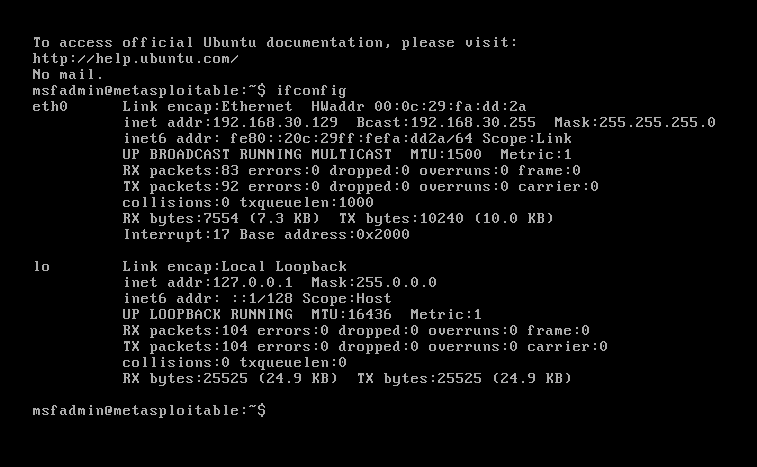 To access official Ubuntu documentation, please visit:
http://help.ubuntu.com/
No mail.
msfadmin@metasploitable:~$ ifconfig
eth0      Link encap:Ethernet  HWaddr 00:0c:29:fa:dd:2a
          inet addr:192.168.30.129  Bcast:192.168.30.255  Mask:255.255.255.0
          inet6 addr: fe80::20c:29ff:fefa:dd2a/64 Scope:Link
          UP BROADCAST RUNNING MULTICAST  MTU:1500  Metric:1
          RX packets:83 errors:0 dropped:0 overruns:0 frame:0
          TX packets:92 errors:0 dropped:0 overruns:0 carrier:0
          collisions:0 txqueuelen:1000
          RX bytes:7554 (7.3 KB)  TX bytes:10240 (10.0 KB)
          Interrupt:17 Base address:0x2000
lo        Link encap:Local Loopback
          inet addr:127.0.0.1  Mask:255.0.0.0
          inet6 addr: ::1/128 Scope:Host
          UP LOOPBACK RUNNING  MTU:16436  Metric:1
          RX packets:104 errors:0 dropped:0 overruns:0 frame:0
          TX packets:104 errors:0 dropped:0 overruns:0 carrier:0
          collisions:0 txqueuelen:0
          RX bytes:25525 (24.9 KB)  TX bytes:25525 (24.9 KB)
msfadmin@metasploitable:~$